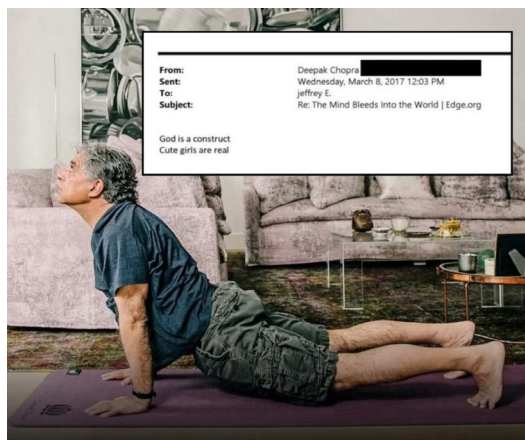 From: Deepak Chopra
Sent: Wednesday, March 8, 2017 12:03 PM
To: jeffrey E.
Subject: Re: The Mind Bleeds Into the World | Edge.org
God is a construct
Cute girls are real